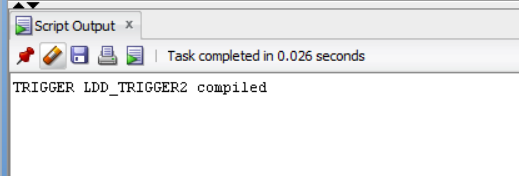 Script Output x
Task completed in 0.026 seconds
TRIGGER LDD_TRIGGER2 compiled